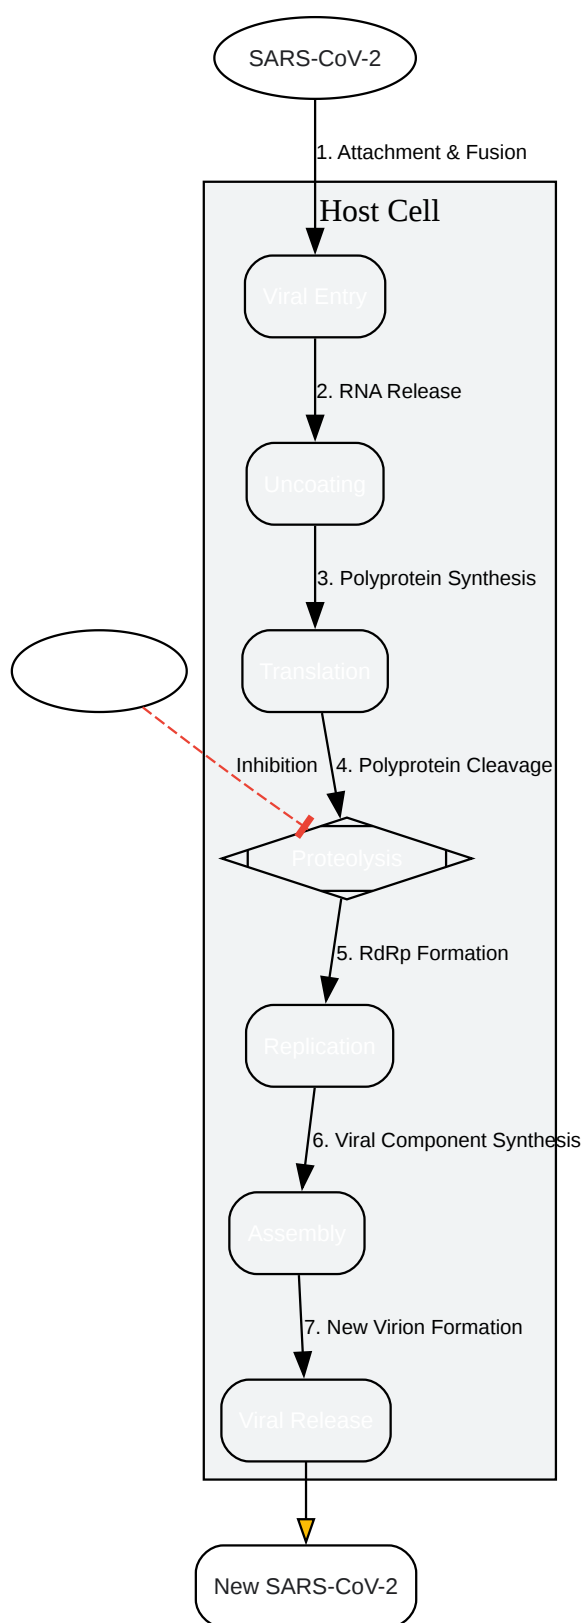 SARS-CoV-2
1. Attachment & Fusion
Host Cell
Viral Entry
2. RNA Release
Uncoating
3. Polyprotein Synthesis
Translation
Inhibition
4. Polyprotein Cleavage
Proteolysis
5. RdRp Formation
Replication
6. Viral Component Synthesis
Assembly
7. New Virion Formation
Viral Release
New SARS-CoV-2